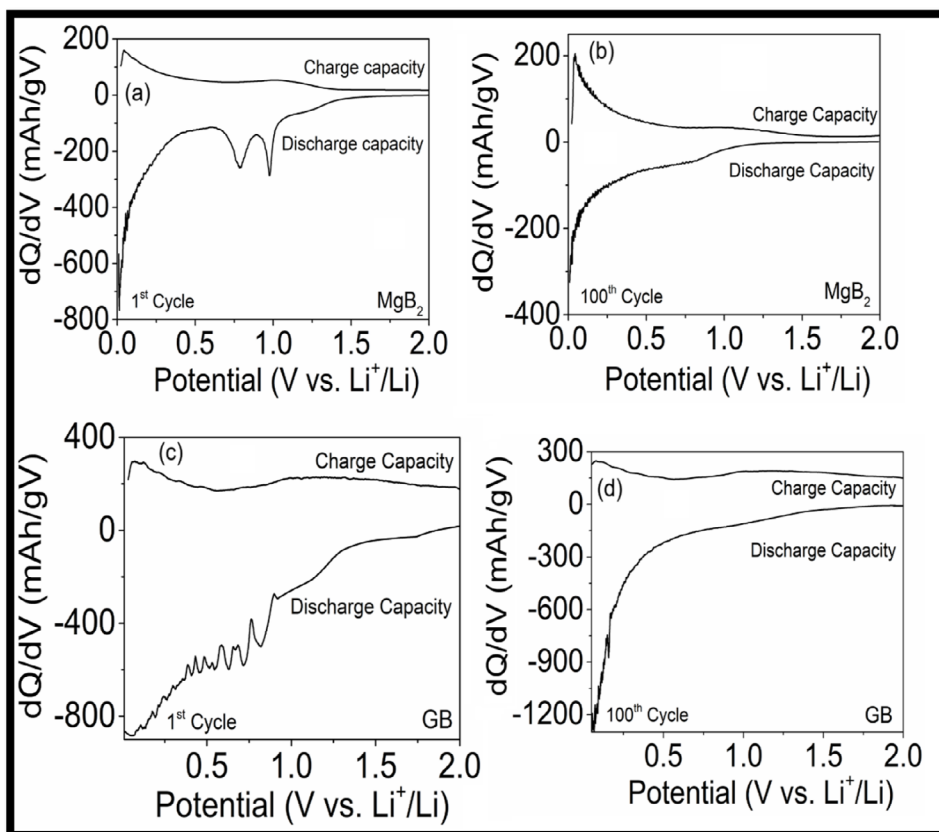 (a)
dQ/dV (mAh/gV)
200
0
-200
-400
-600
-800
Charge capacity
Discharge capacity
1st Cycle
MgB2
0.0 0.5 1.0 1.5 2.0
Potential (V vs. Li+/Li)
(b)
dQ/dV (mAh/gV)
200
0
-200
-400
Charge Capacity
Discharge Capacity
100th Cycle
MgB2
0.0 0.5 1.0 1.5 2.0
Potential (V vs. Li+/Li)
(c)
dQ/dV (mAh/gV)
400
0
-400
-800
Charge Capacity
Discharge Capacity
1st Cycle
GB
0.5 1.0 1.5 2.0
Potential (V vs. Li+/Li)
(d)
dQ/dV (mAh/gV)
300
0
-300
-600
-900
-1200
Charge Capacity
Discharge Capacity
100th Cycle
GB
0.5 1.0 1.5 2.0
Potential (V vs. Li+/Li)